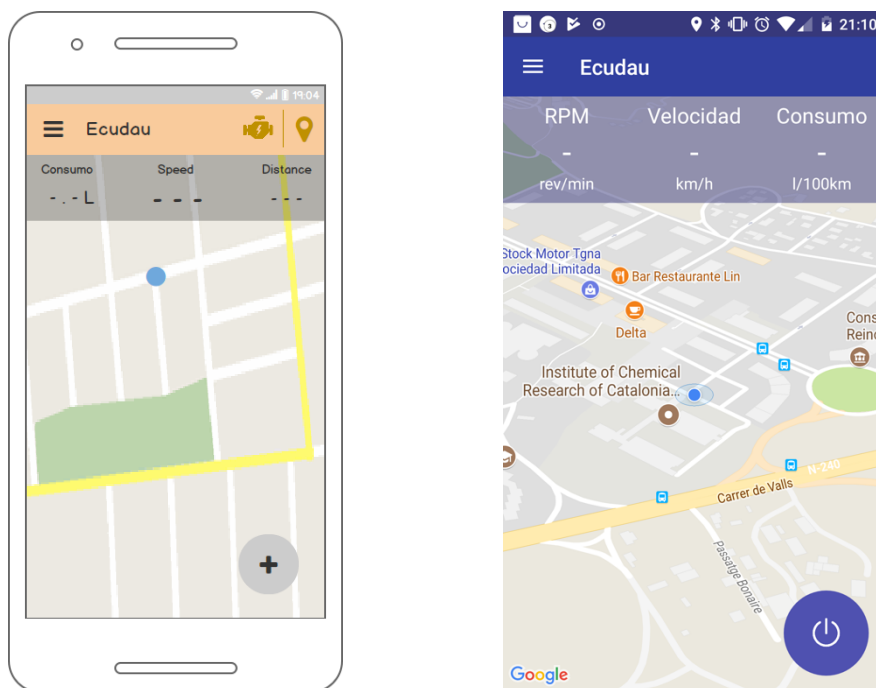 19:04
Ecudau
Consumo Speed Distance
- . - L - - - - - -
21:10
Ecudau
RPM Velocidad Consumo
- - -
rev/min km/h l/100km
Stock Motor Tgna
ociedad Limitada
Bar Restaurante Lin
Delta
Cons
Reino
Institute of Chemical
Research of Catalonia...
N-240
Carrer de Valls
Passatge Bonaire
Google